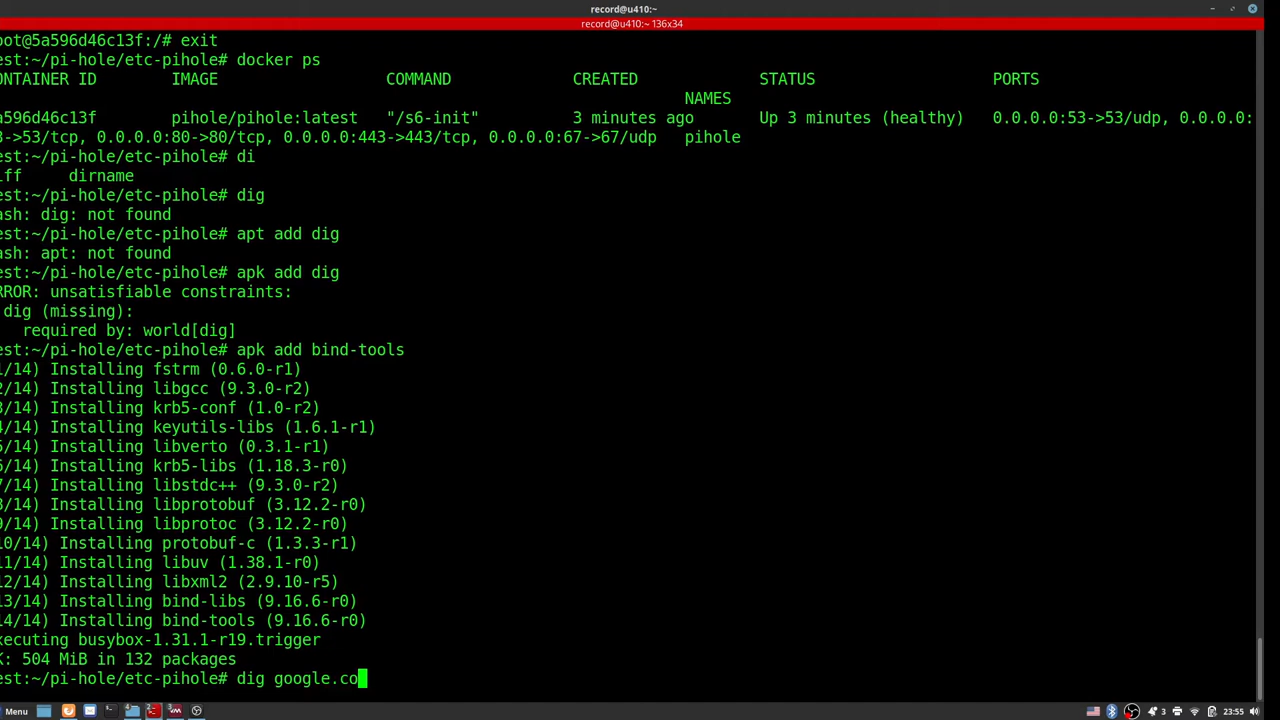 record@u410:~
record@u410:~ 136x34
oot@5a596d46c13f:/# exit
est:~/pi-hole/etc-pihole# docker ps
ONTAINER ID        IMAGE                  COMMAND                CREATED             STATUS                    PORTS
NAMES
a596d46c13f        pihole/pihole:latest   "/s6-init"          3 minutes ago       Up 3 minutes (healthy)   0.0.0.0:53->53/udp, 0.0.0.0:
3->53/tcp, 0.0.0.0:80->80/tcp, 0.0.0.0:443->443/tcp, 0.0.0.0:67->67/udp   pihole
est:~/pi-hole/etc-pihole# di
iff     dirname
est:~/pi-hole/etc-pihole# dig
ash: dig: not found
est:~/pi-hole/etc-pihole# apt add dig
ash: apt: not found
est:~/pi-hole/etc-pihole# apk add dig
RROR: unsatisfiable constraints:
dig (missing):
required by: world[dig]
est:~/pi-hole/etc-pihole# apk add bind-tools
1/14) Installing fstrm (0.6.0-r1)
2/14) Installing libgcc (9.3.0-r2)
3/14) Installing krb5-conf (1.0-r2)
4/14) Installing keyutils-libs (1.6.1-r1)
5/14) Installing libverto (0.3.1-r1)
6/14) Installing krb5-libs (1.18.3-r0)
7/14) Installing libstdc++ (9.3.0-r2)
8/14) Installing libprotobuf (3.12.2-r0)
9/14) Installing libprotoc (3.12.2-r0)
10/14) Installing protobuf-c (1.3.3-r1)
11/14) Installing libuv (1.38.1-r0)
12/14) Installing libxml2 (2.9.10-r5)
13/14) Installing bind-libs (9.16.6-r0)
14/14) Installing bind-tools (9.16.6-r0)
xecuting busybox-1.31.1-r19.trigger
K: 504 MiB in 132 packages
est:~/pi-hole/etc-pihole# dig google.co
Menu 3 23:55